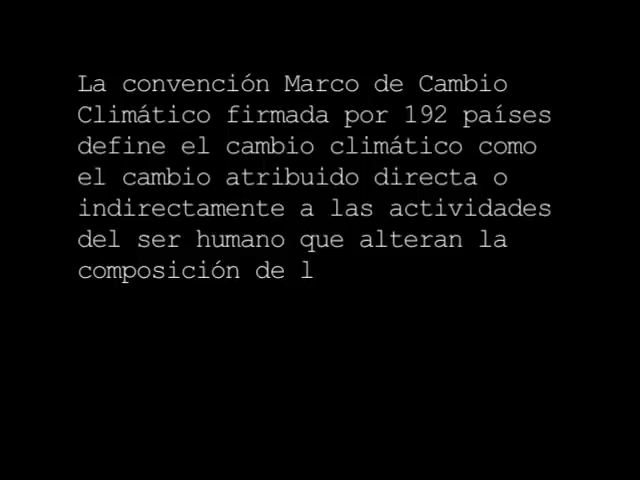 La convención Marco de Cambio
Climático firmada por 192 países
define el cambio climático como
el cambio atribuido directa o
indirectamente a las actividades
del ser humano que alteran la
composición de l